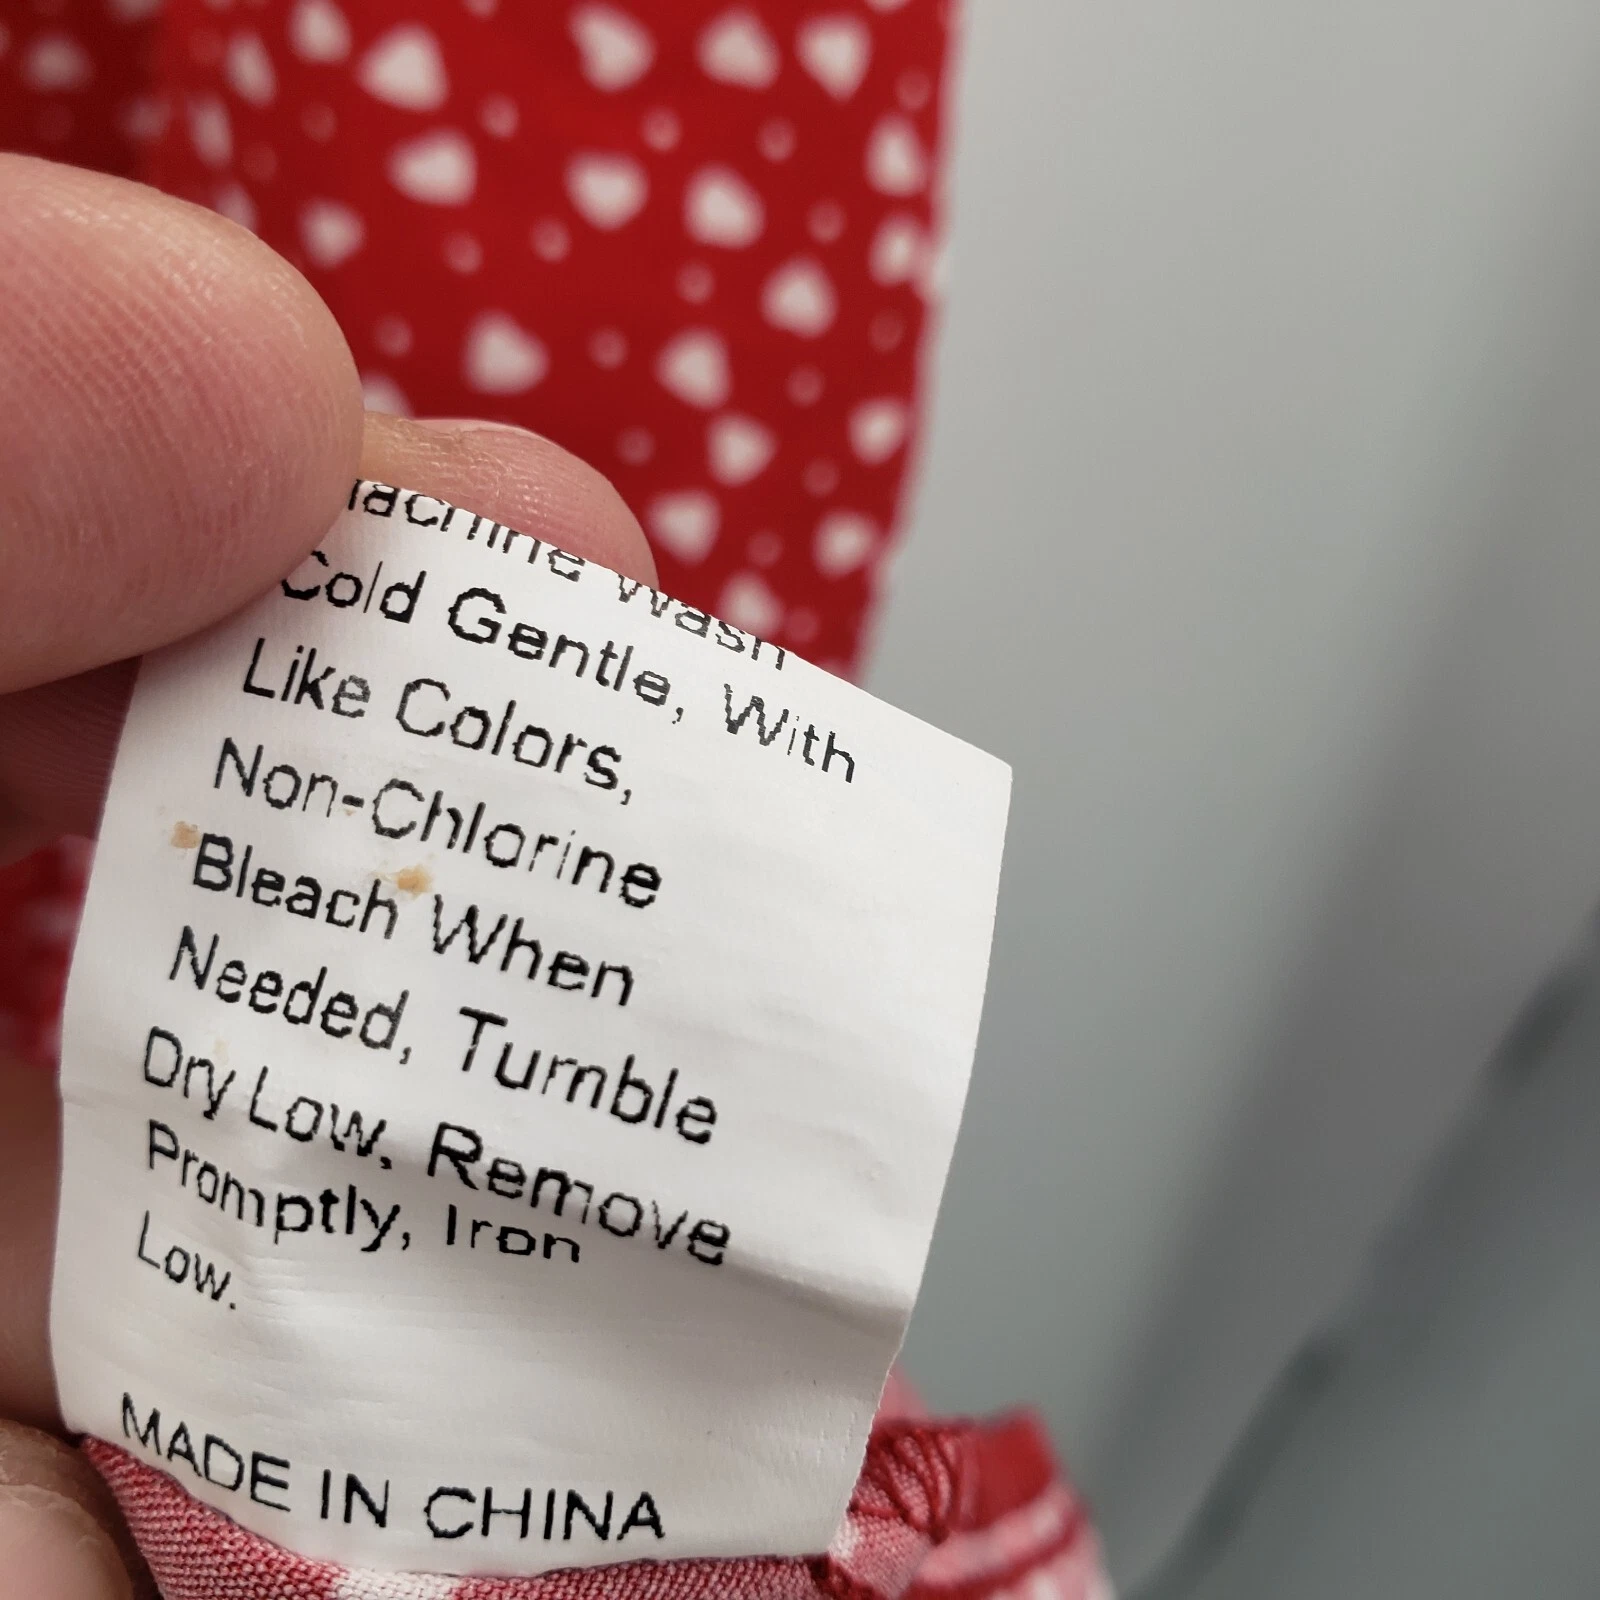 Machine Wash
Cold Gentle, With
Like Colors,
Non-Chlorine
Bleach When
Needed, Tumble
Dry Low, Remove
Promptly, Iron
Low.
MADE IN CHINA